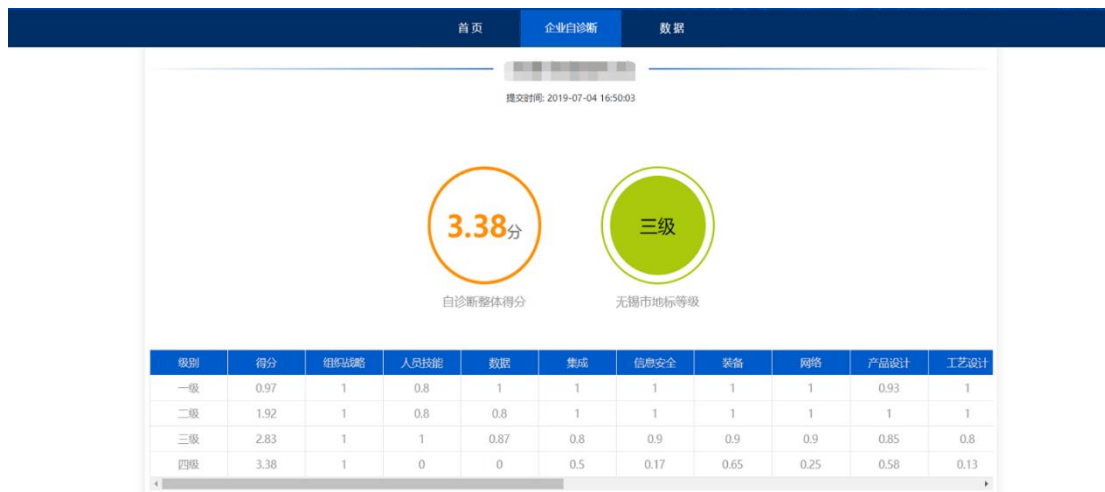 首页 企业自诊断 数据
提交时间: 2019-07-04 16:50:03
3.38分 三级
自诊断整体得分 无锡市地标等级
级别 得分 组织战略 人员技能 数据 集成 信息安全 装备 网络 产品设计 工艺设计
一级 0.97 1 0.8 1 1 1 1 1 0.93 1
二级 1.92 1 0.8 0.8 1 1 1 1 1 1
三级 2.83 1 1 0.87 0.8 0.9 0.9 0.9 0.85 0.8
四级 3.38 1 0 0 0.5 0.17 0.65 0.25 0.58 0.13